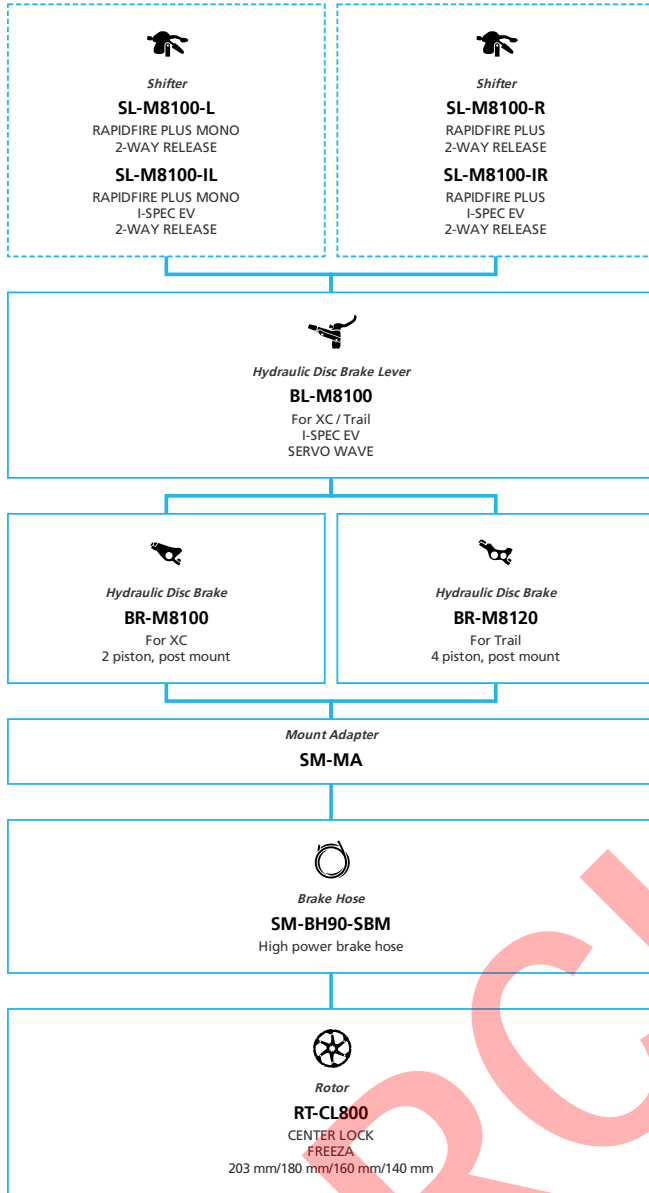 Shifter
SL-M8100-L
RAPIDFIRE PLUS MONO
2-WAY RELEASE
SL-M8100-IL
RAPIDFIRE PLUS MONO
I-SPEC EV
2-WAY RELEASE
Shifter
SL-M8100-R
RAPIDFIRE PLUS
2-WAY RELEASE
SL-M8100-IR
RAPIDFIRE PLUS
I-SPEC EV
2-WAY RELEASE
Hydraulic Disc Brake Lever
BL-M8100
For XC / Trail
I-SPEC EV
SERVO WAVE
Hydraulic Disc Brake
BR-M8100
For XC
2 piston, post mount
Hydraulic Disc Brake
BR-M8120
For Trail
4 piston, post mount
Mount Adapter
SM-MA
Brake Hose
SM-BH90-SBM
High power brake hose
Rotor
RT-CL800
CENTER LOCK
FREEZA
203 mm/180 mm/160 mm/140 mm